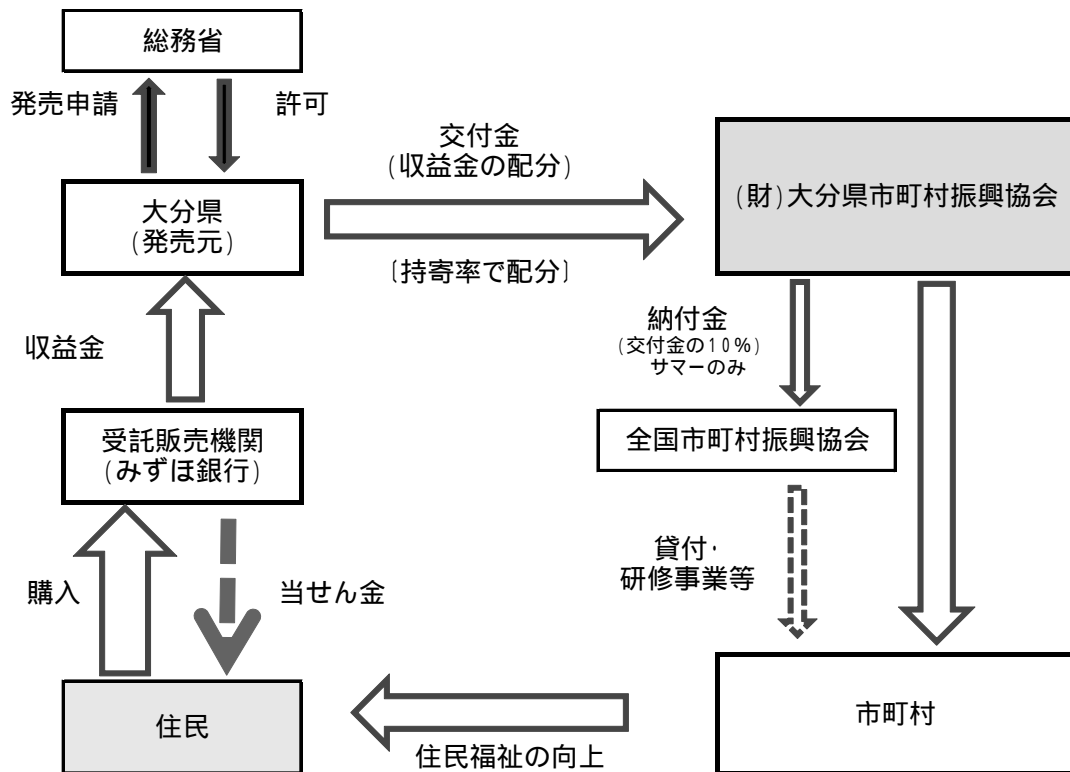 総務省
発売申請
許可
大分県
(発売元)
交付金
(収益金の配分)
〔持寄率で配分〕
(財)大分県市町村振興協会
収益金
納付金
(交付金の10%)
サマーのみ
受託販売機関
(みずほ銀行)
全国市町村振興協会
購入
当せん金
貸付・
研修事業等
住民
住民福祉の向上
市町村